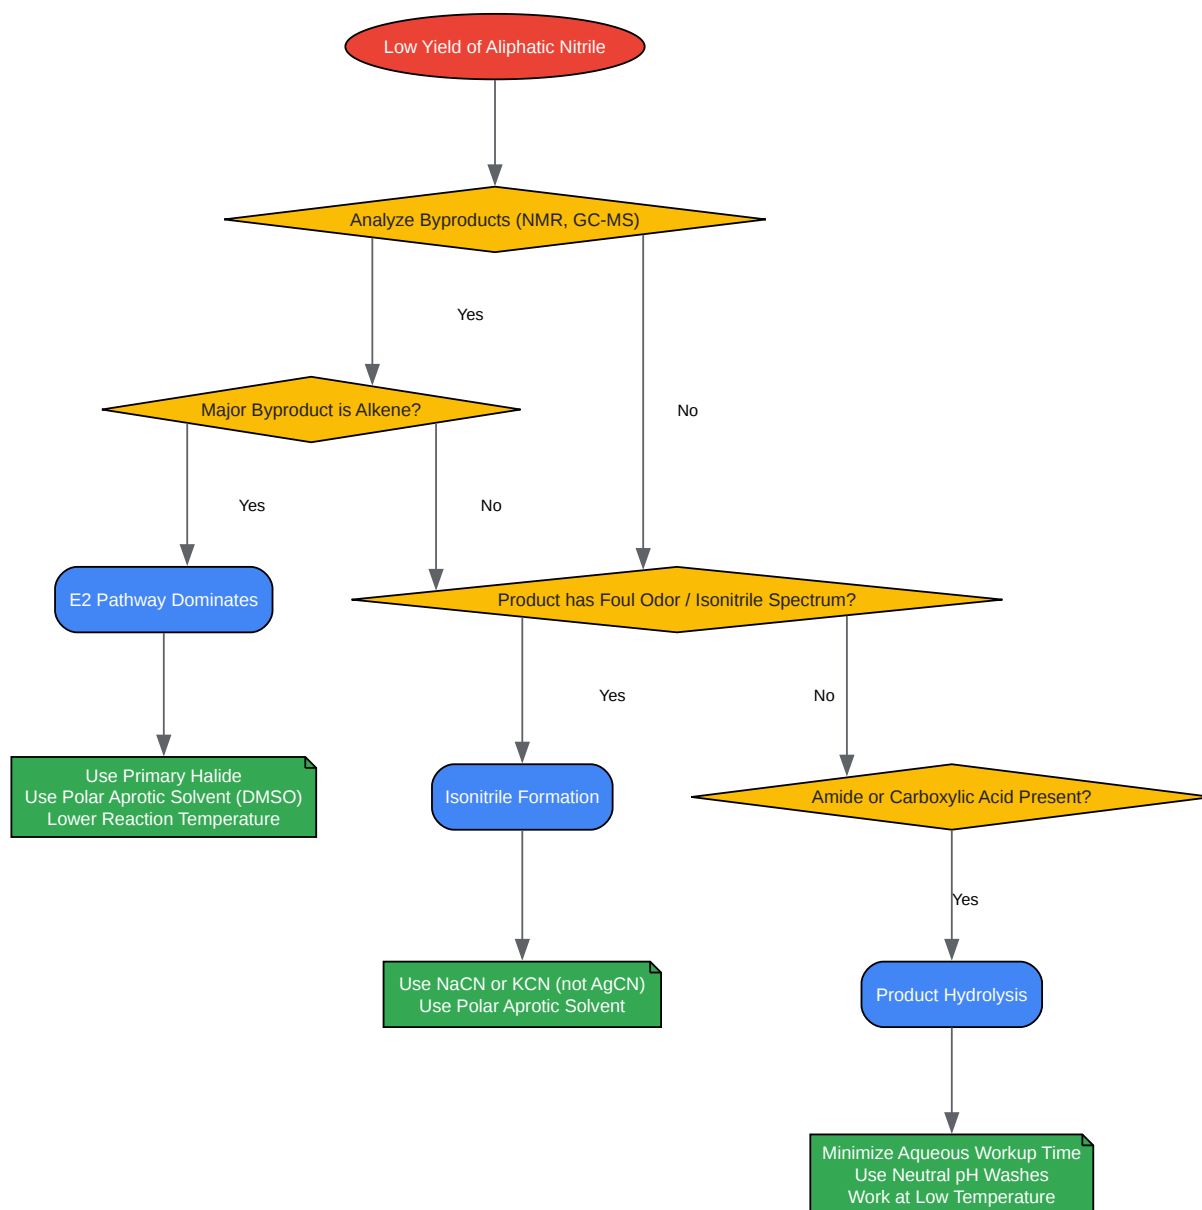 Low Yield of Aliphatic Nitrile
Analyze Byproducts (NMR, GC-MS)
Yes
No
Major Byproduct is Alkene?
Yes
No
E2 Pathway Dominates
Product has Foul Odor / Isonitrile Spectrum?
Yes
No
Use Primary Halide
Use Polar Aprotic Solvent (DMSO)
Lower Reaction Temperature
Isonitrile Formation
Amide or Carboxylic Acid Present?
Yes
Use NaCN or KCN (not AgCN)
Use Polar Aprotic Solvent
Product Hydrolysis
Minimize Aqueous Workup Time
Use Neutral pH Washes
Work at Low Temperature